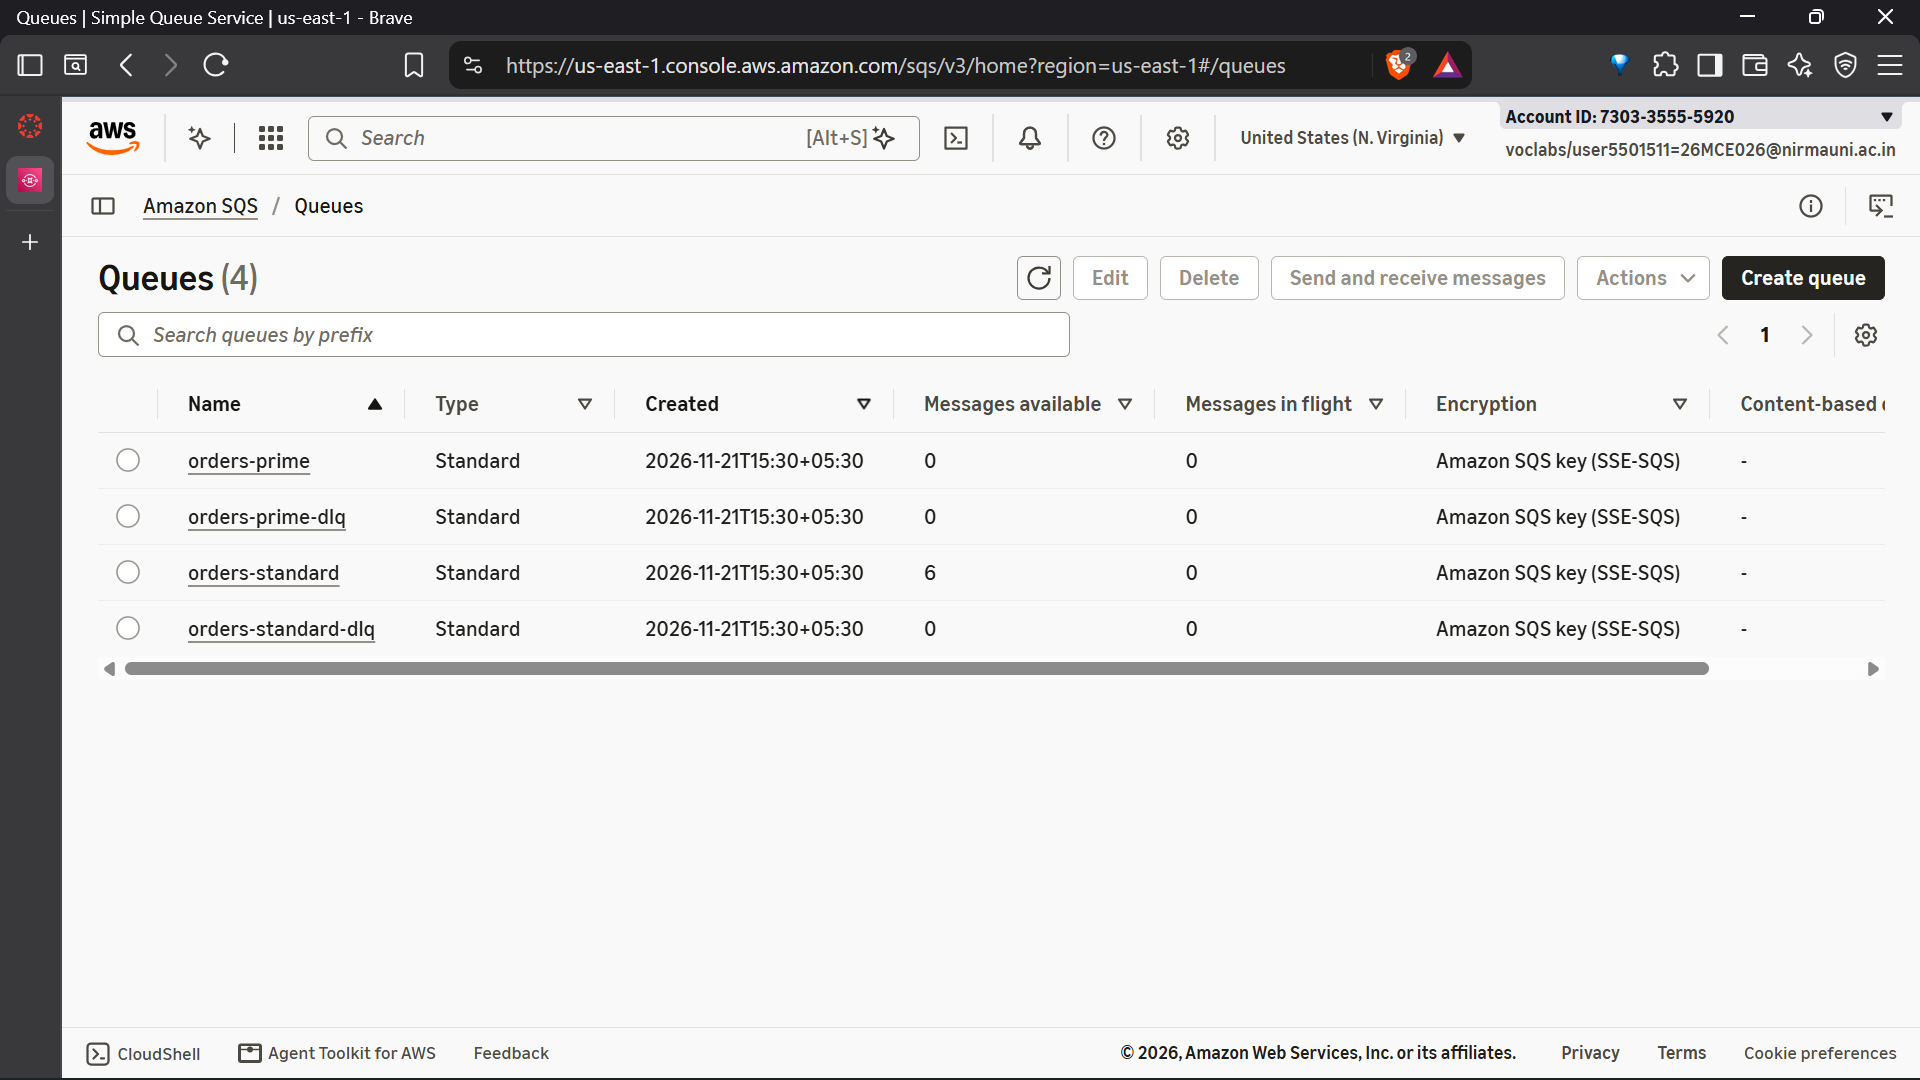 Queues | Simple Queue Service | us-east-1 - Brave
https://us-east-1.console.aws.amazon.com/sqs/v3/home?region=us-east-1#/queues
2
aws
Search [Alt+S]
United States (N. Virginia)
Account ID: 7303-3555-5920
voclabs/user5501511=26MCE026@nirmauni.ac.in
Amazon SQS / Queues
Queues (4)
Edit
Delete
Send and receive messages
Actions
Create queue
Search queues by prefix
1
Name Type Created Messages available Messages in flight Encryption Content-based
orders-prime Standard 2026-11-21T15:30+05:30 0 0 Amazon SQS key (SSE-SQS) -
orders-prime-dlq Standard 2026-11-21T15:30+05:30 0 0 Amazon SQS key (SSE-SQS) -
orders-standard Standard 2026-11-21T15:30+05:30 6 0 Amazon SQS key (SSE-SQS) -
orders-standard-dlq Standard 2026-11-21T15:30+05:30 0 0 Amazon SQS key (SSE-SQS) -
CloudShell Agent Toolkit for AWS Feedback © 2026, Amazon Web Services, Inc. or its affiliates. Privacy Terms Cookie preferences